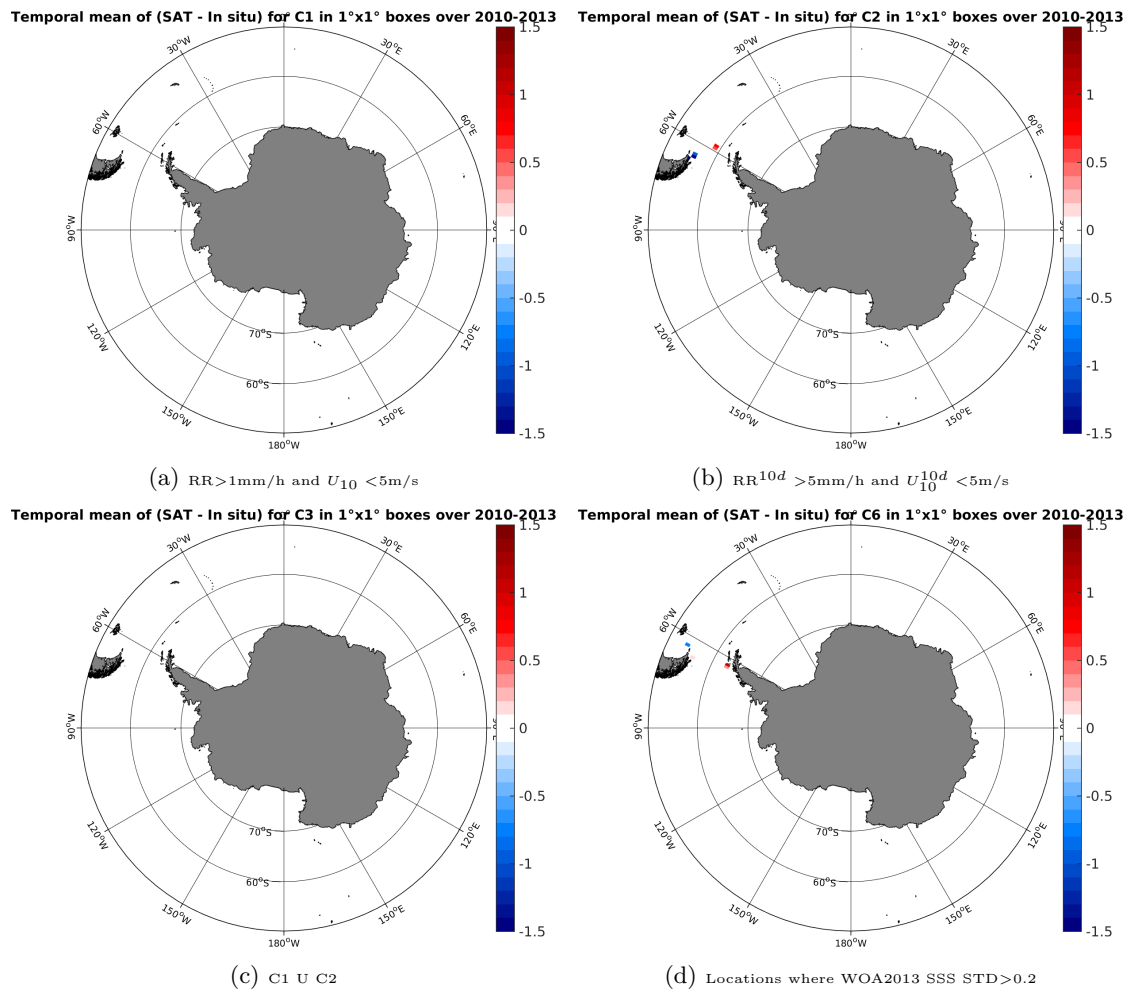 Temporal mean of (SAT - In situ) for C1 in 1°x1° boxes over 2010-2013
30°W
30°E
60°W
60°E
90°W
120°W
120°E
150°W
150°E
180°W
70°S
60°S
1.5
1
0.5
0
-0.5
-1
-1.5
(a) RR>1mm/h and U10 <5m/s
Temporal mean of (SAT - In situ) for C2 in 1°x1° boxes over 2010-2013
30°W
30°E
60°W
60°E
90°W
120°W
120°E
150°W
150°E
180°W
70°S
60°S
1.5
1
0.5
0
-0.5
-1
-1.5
(b) RR^10d >5mm/h and U10^10d <5m/s
Temporal mean of (SAT - In situ) for C3 in 1°x1° boxes over 2010-2013
30°W
30°E
60°W
60°E
90°W
120°W
120°E
150°W
150°E
180°W
70°S
60°S
1.5
1
0.5
0
-0.5
-1
-1.5
(c) C1 U C2
Temporal mean of (SAT - In situ) for C6 in 1°x1° boxes over 2010-2013
30°W
30°E
60°W
60°E
90°W
120°W
120°E
150°W
150°E
180°W
70°S
60°S
1.5
1
0.5
0
-0.5
-1
-1.5
(d) Locations where WOA2013 SSS STD>0.2